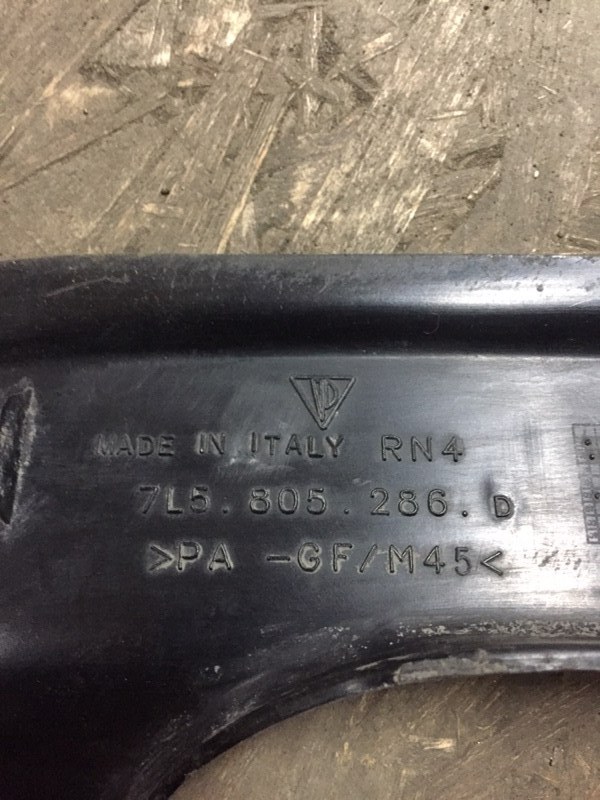 MADE IN ITALY RN4
7L5.805.286.D
>PA -GF/M45<